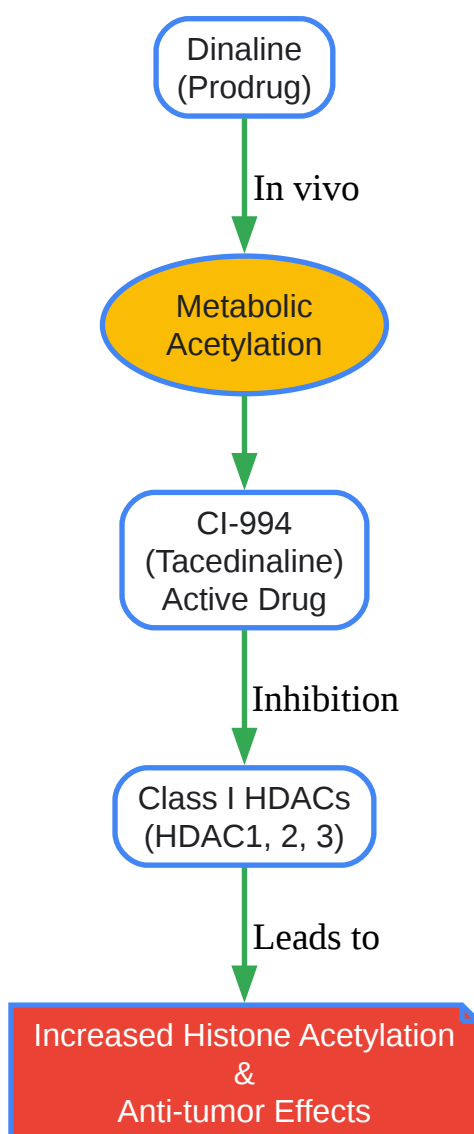 Dinaline
(Prodrug)
In vivo
Metabolic
Acetylation
CI-994
(Tacedinaline)
Active Drug
Inhibition
Class I HDACs
(HDAC1, 2, 3)
Leads to
Increased Histone Acetylation
&
Anti-tumor Effects